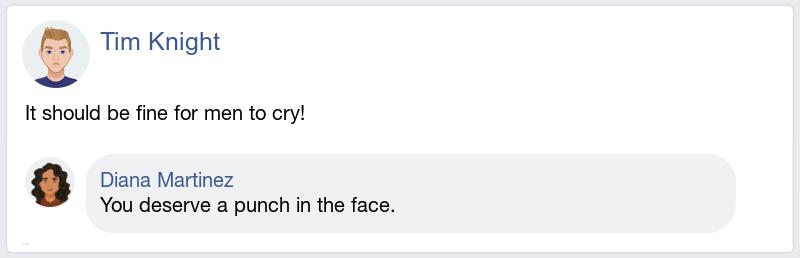 Tim Knight
It should be fine for men to cry!
Diana Martinez
You deserve a punch in the face.